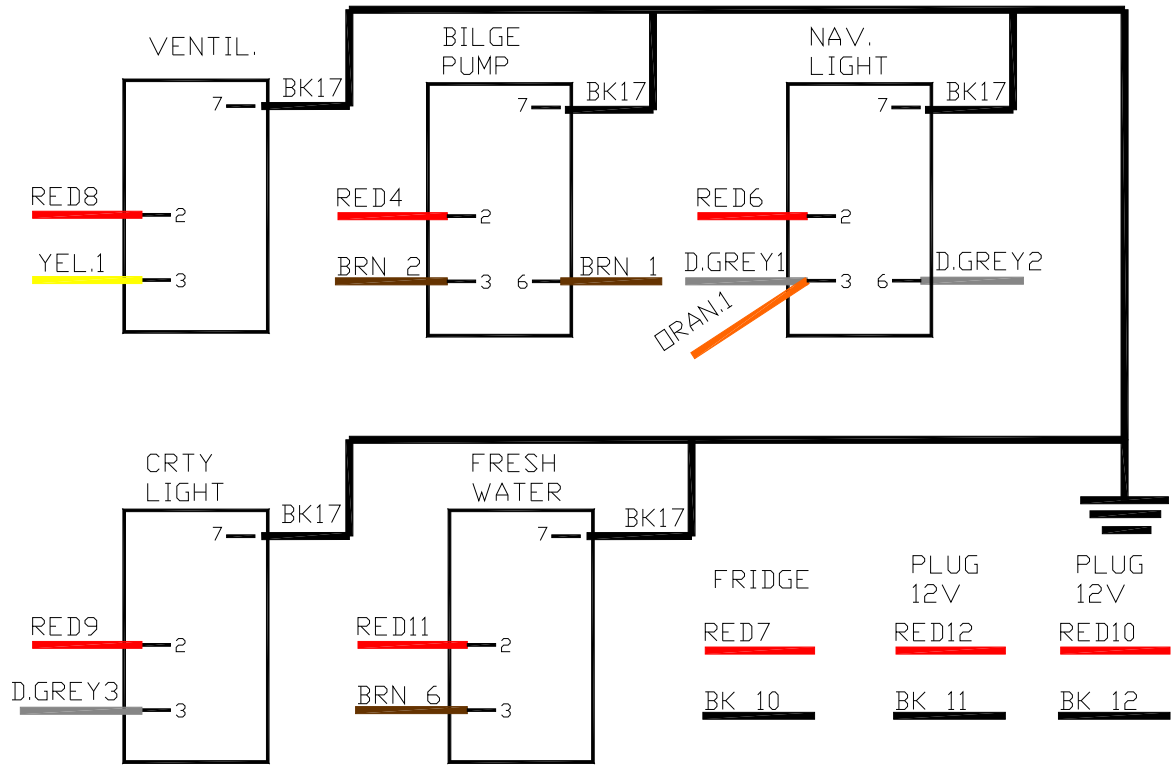 VENTIL.
BILGE
PUMP
NAV.
LIGHT
7 BK17
7 BK17
7 BK17
RED8
2
YEL.1
3
RED4
2
BRN 2
3 6
BRN 1
RED6
2
D.GREY1
3 6
D.GREY2
ORAN.1
CRTY
LIGHT
FRESH
WATER
7 BK17
7 BK17
RED9
2
D.GREY3
3
RED11
2
BRN 6
3
FRIDGE
RED7
BK 10
PLUG
12V
RED12
BK 11
PLUG
12V
RED10
BK 12